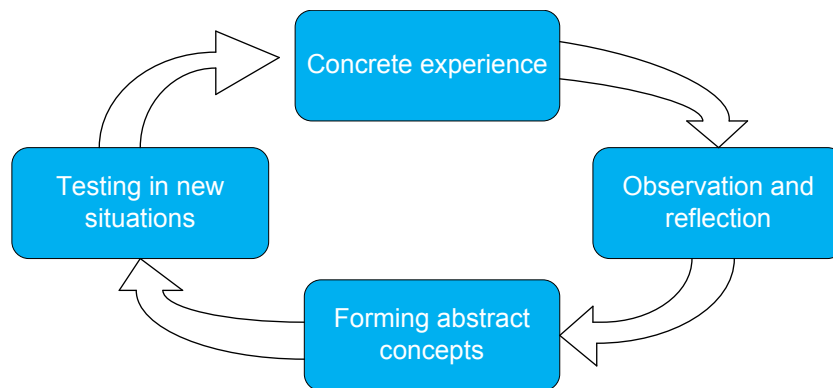 Concrete experience
Observation and
reflection
Forming abstract
concepts
Testing in new
situations